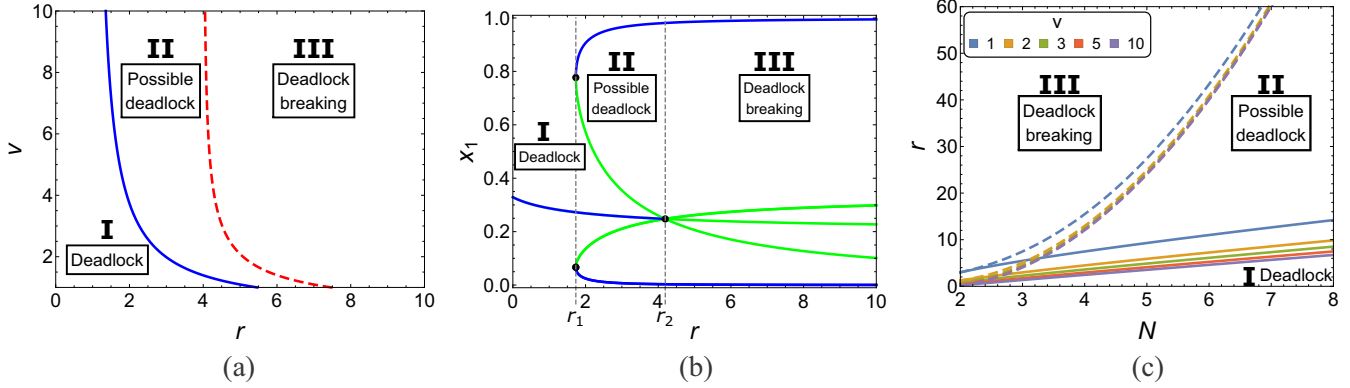 10
8
6
4
2
v
0
2
4
6
8
10
r
I
Deadlock
II
Possible
deadlock
III
Deadlock
breaking
(a)
1.0
0.8
0.6
0.4
0.2
0.0
x1
0
2
4
6
8
10
r1
r2
r
I
Deadlock
II
Possible
deadlock
III
Deadlock
breaking
(b)
60
50
40
30
20
10
0
r
2
3
4
5
6
7
8
N
v
1 2 3 5 10
III
Deadlock
breaking
II
Possible
deadlock
I Deadlock
(c)